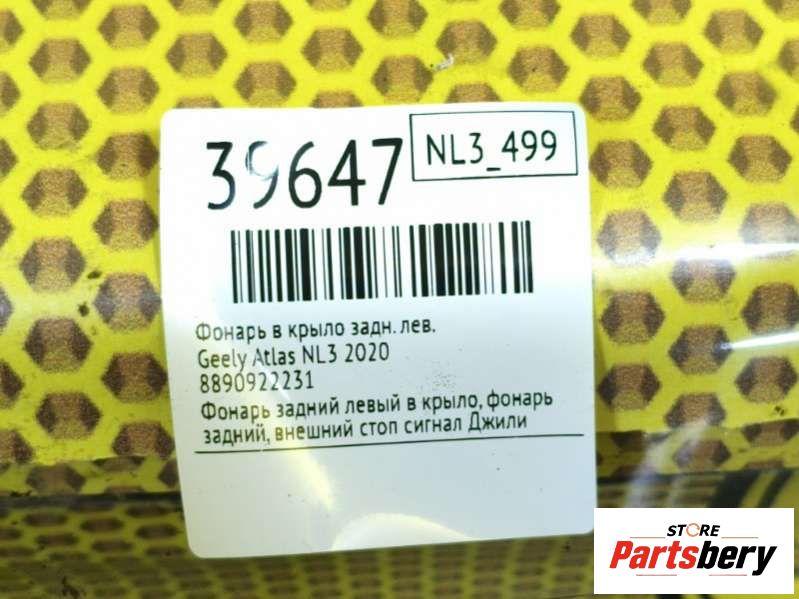 39647
NL3_499
Фонарь в крыло задн. лев.
Geely Atlas NL3 2020
8890922231
Фонарь задний левый в крыло, фонарь
задний, внешний стоп сигнал Джили
STORE
Partsbery